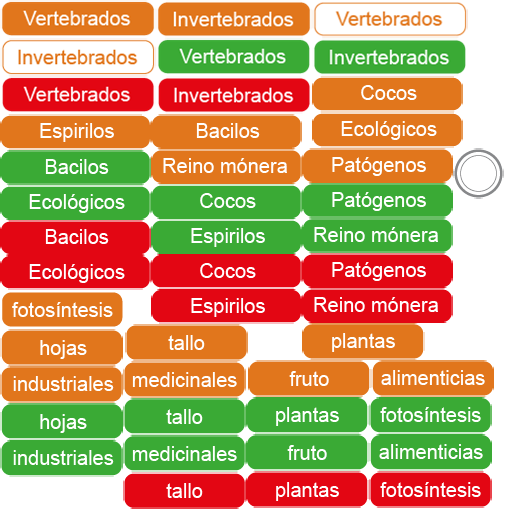 Vertebrados Invertebrados Vertebrados
Invertebrados Vertebrados Invertebrados
Vertebrados Invertebrados Cocos
Espirilos Bacilos Ecológicos
Bacilos Reino mónera Patógenos
Ecológicos Cocos Patógenos
Bacilos Espirilos Reino mónera
Ecológicos Cocos Patógenos
fotosíntesis Espirilos Reino mónera
hojas tallo plantas
industriales medicinales fruto alimenticias
hojas tallo plantas fotosíntesis
industriales medicinales fruto alimenticias
tallo plantas fotosíntesis